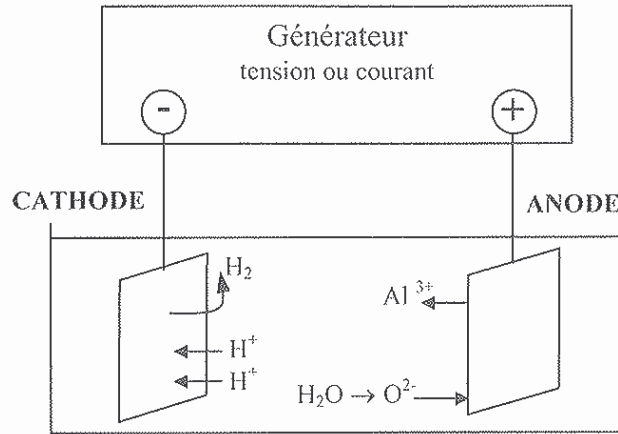 Générateur
tension ou courant
- +
CATHODE ANODE
H₂
Al ³⁺
H⁺
H⁺
H₂O → O²⁻